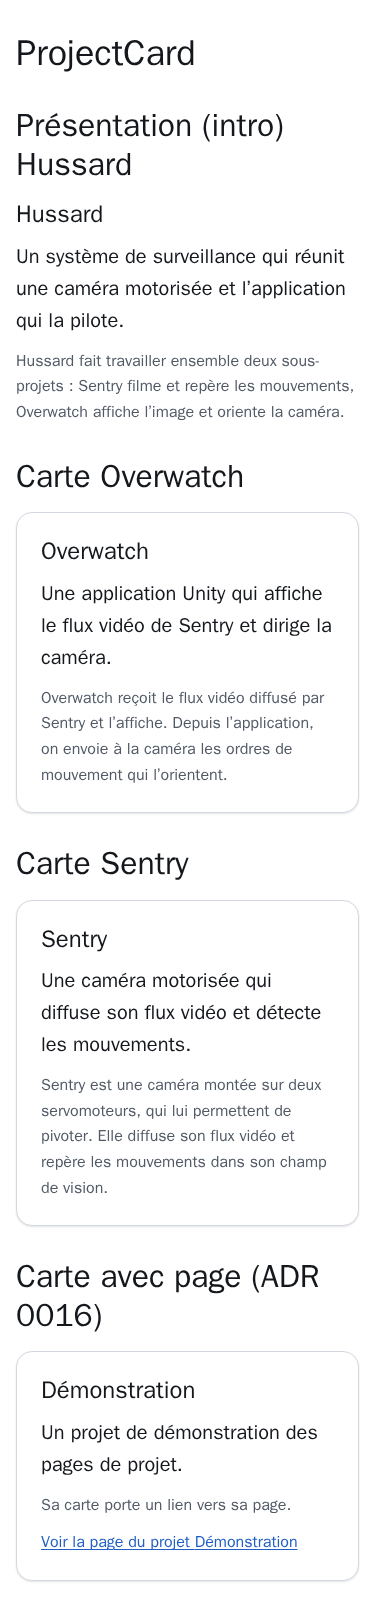 ProjectCard
Présentation (intro)
Hussard
Hussard
Un système de surveillance qui réunit
une caméra motorisée et l’application
qui la pilote.
Hussard fait travailler ensemble deux sous-
projets : Sentry filme et repère les mouvements,
Overwatch affiche l’image et oriente la caméra.
Carte Overwatch
Overwatch
Une application Unity qui affiche
le flux vidéo de Sentry et dirige la
caméra.
Overwatch reçoit le flux vidéo diffusé par
Sentry et l’affiche. Depuis l’application,
on envoie à la caméra les ordres de
mouvement qui l’orientent.
Carte Sentry
Sentry
Une caméra motorisée qui
diffuse son flux vidéo et détecte
les mouvements.
Sentry est une caméra montée sur deux
servomoteurs, qui lui permettent de
pivoter. Elle diffuse son flux vidéo et
repère les mouvements dans son champ
de vision.
Carte avec page (ADR
0016)
Démonstration
Un projet de démonstration des
pages de projet.
Sa carte porte un lien vers sa page.
Voir la page du projet Démonstration